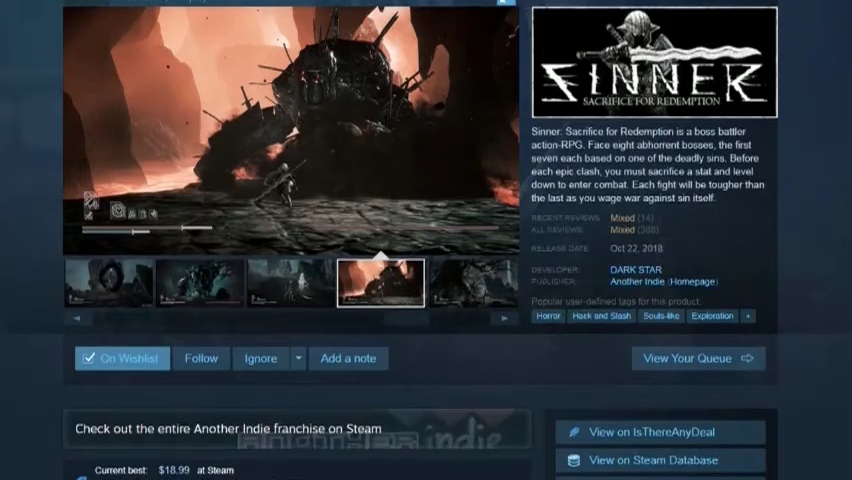 SINNER
SACRIFICE FOR REDEMPTION
Sinner: Sacrifice for Redemption is a boss battler
action-RPG. Face eight abhorrent bosses, the first
seven each based on one of the deadly sins. Before
each epic clash, you must sacrifice a stat and level
down to enter combat. Each fight will be tougher than
the last as you wage war against sin itself.
RECENT REVIEWS: Mixed (14)
ALL REVIEWS: Mixed (388)
RELEASE DATE: Oct 22, 2018
DEVELOPER: DARK STAR
PUBLISHER: Another Indie (Homepage)
Popular user-defined tags for this product:
Horror Hack and Slash Souls-like Exploration +
On Wishlist Follow Ignore Add a note View Your Queue
Check out the entire Another Indie franchise on Steam
indie
View on IsThereAnyDeal
View on Steam Database
Current best: $18.99 at Steam